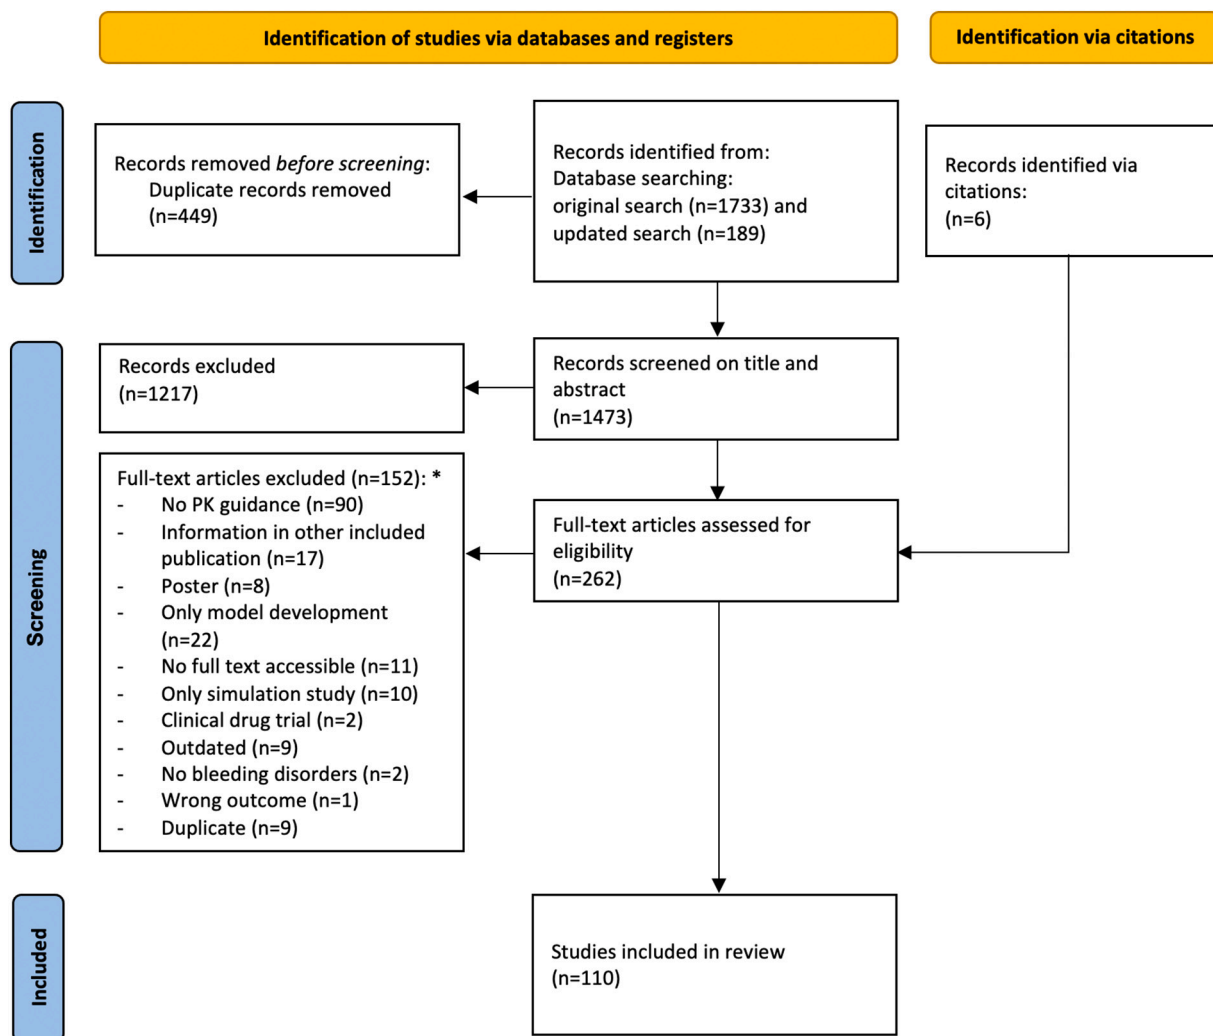 Identification of studies via databases and registers
Identification via citations
Identification
Records removed before screening:
Duplicate records removed
(n=449)
Records identified from:
Database searching:
original search (n=1733) and
updated search (n=189)
Records identified via
citations:
(n=6)
Screening
Records excluded
(n=1217)
Records screened on title and
abstract
(n=1473)
Full-text articles excluded (n=152): *
- No PK guidance (n=90)
- Information in other included
publication (n=17)
- Poster (n=8)
- Only model development
(n=22)
- No full text accessible (n=11)
- Only simulation study (n=10)
- Clinical drug trial (n=2)
- Outdated (n=9)
- No bleeding disorders (n=2)
- Wrong outcome (n=1)
- Duplicate (n=9)
Full-text articles assessed for
eligibility
(n=262)
Included
Studies included in review
(n=110)